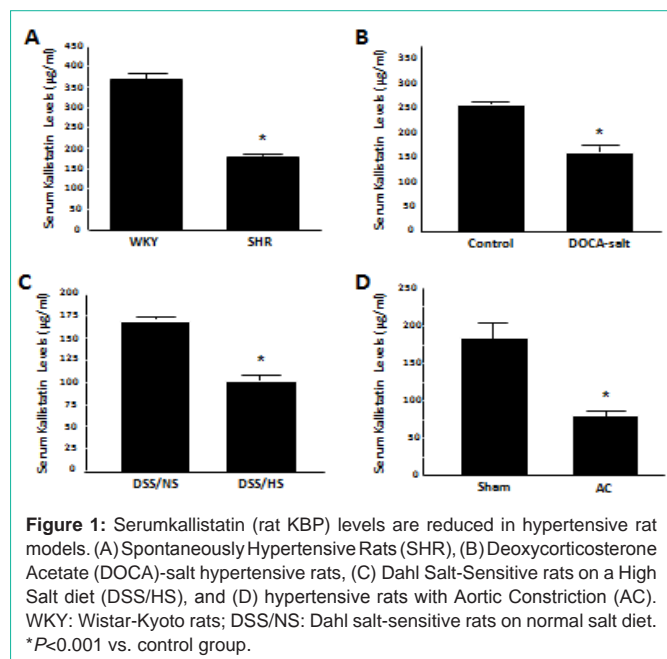 A
Serum Kallistatin Levels (µg/ml)
450
400
350
300
250
200
150
100
50
0
*
WKY SHR
B
Serum Kallistatin Levels (µg/ml)
350
300
250
200
150
100
50
0
*
Control DOCA-salt
C
Serum Kallistatin Levels (µg/ml)
200
175
150
125
100
75
50
25
0
*
DSS/NS DSS/HS
D
Serum Kallistatin Levels (µg/ml)
250
200
150
100
50
0
*
Sham AC
Figure 1: Serumkallistatin (rat KBP) levels are reduced in hypertensive rat
models. (A) Spontaneously Hypertensive Rats (SHR), (B) Deoxycorticosterone
Acetate (DOCA)-salt hypertensive rats, (C) Dahl Salt-Sensitive rats on a High
Salt diet (DSS/HS), and (D) hypertensive rats with Aortic Constriction (AC).
WKY: Wistar-Kyoto rats; DSS/NS: Dahl salt-sensitive rats on normal salt diet.
*P<0.001 vs. control group.